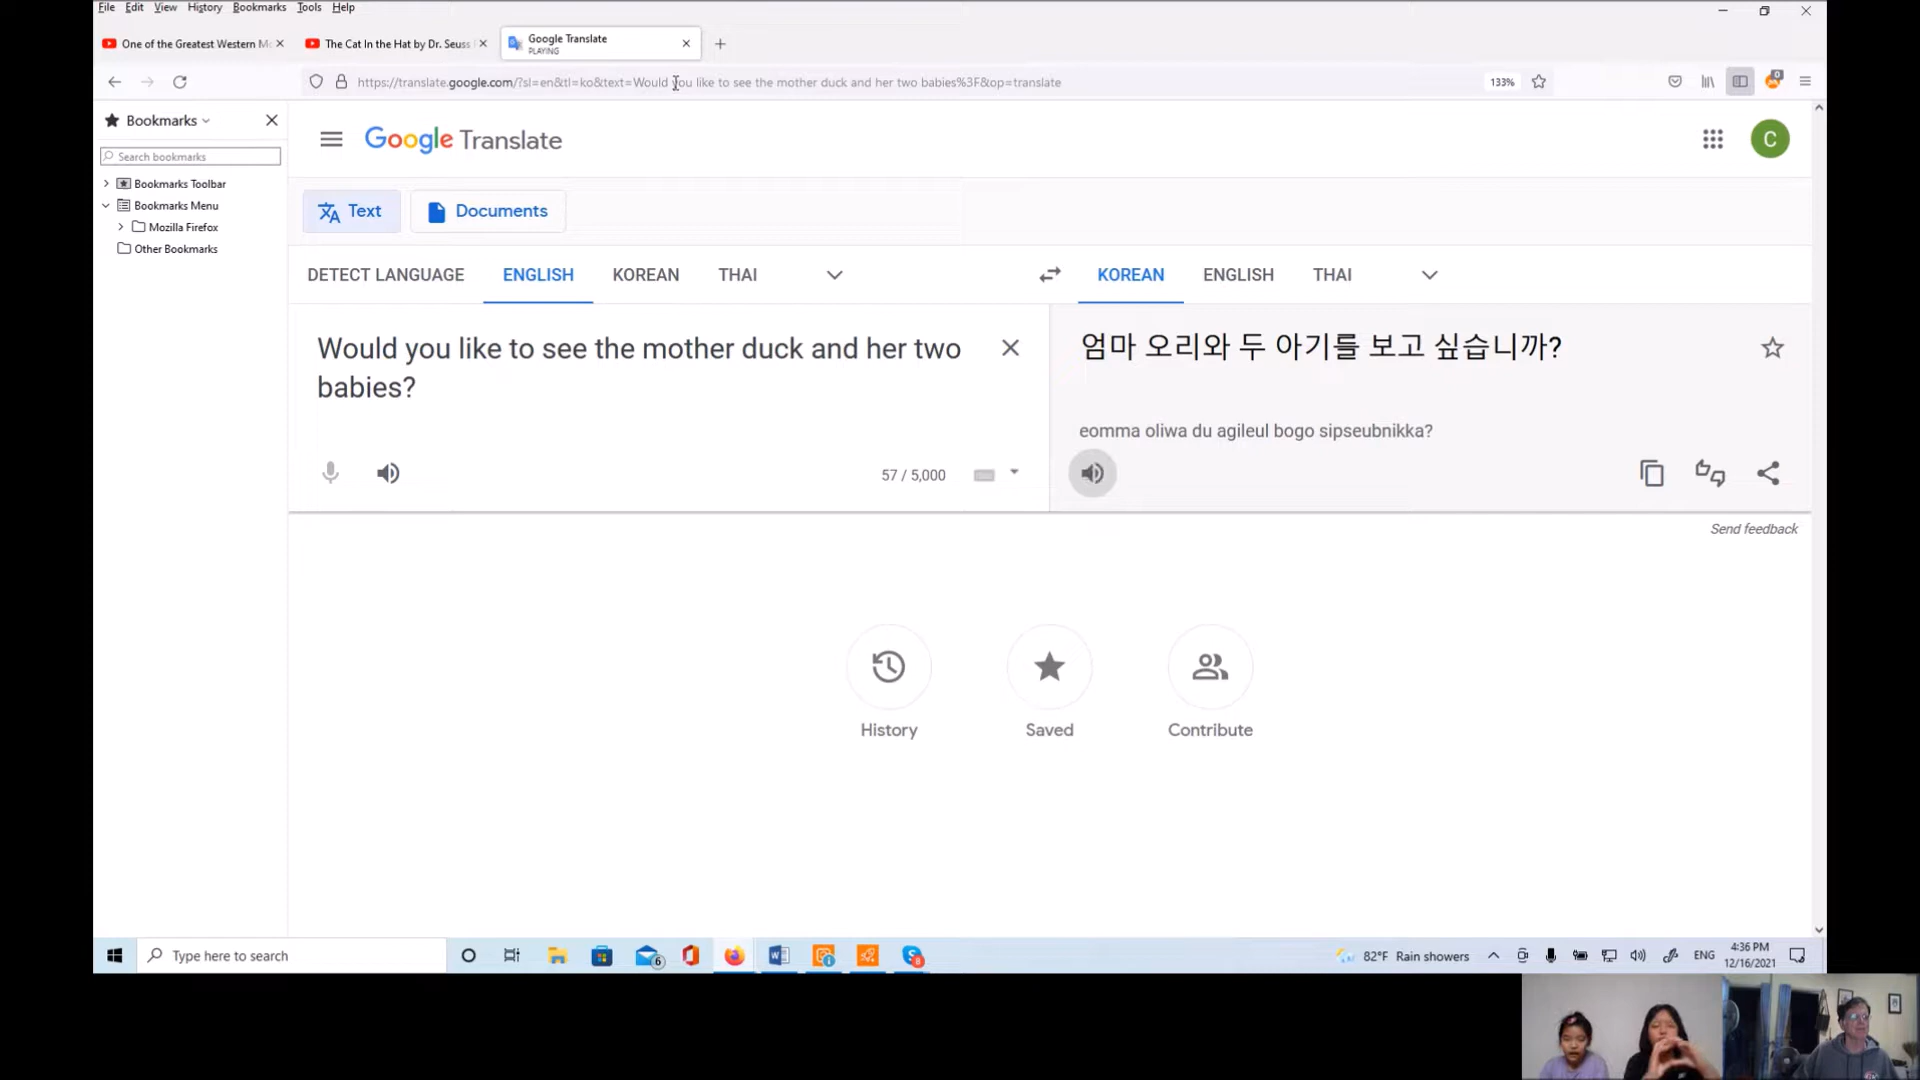 File Edit View History Bookmarks Tools Help
One of the Greatest Western M
The Cat In the Hat by Dr. Seuss
Google Translate
PLAYING
https://translate.google.com/?sl=en&tl=ko&text=Would you like to see the mother duck and her two babies%3F&op=translate
133%
0
Bookmarks
Search bookmarks
Bookmarks Toolbar
Bookmarks Menu
Mozilla Firefox
Other Bookmarks
Google Translate
C
Text
Documents
DETECT LANGUAGE ENGLISH KOREAN THAI
KOREAN ENGLISH THAI
Would you like to see the mother duck and her two
babies?
57 / 5,000
엄마 오리와 두 아기를 보고 싶습니까?
eomma oliwa du agileul bogo sipseubnikka?
Send feedback
History
Saved
Contribute
Type here to search
6
82°F Rain showers
ENG
4:36 PM
12/16/2021